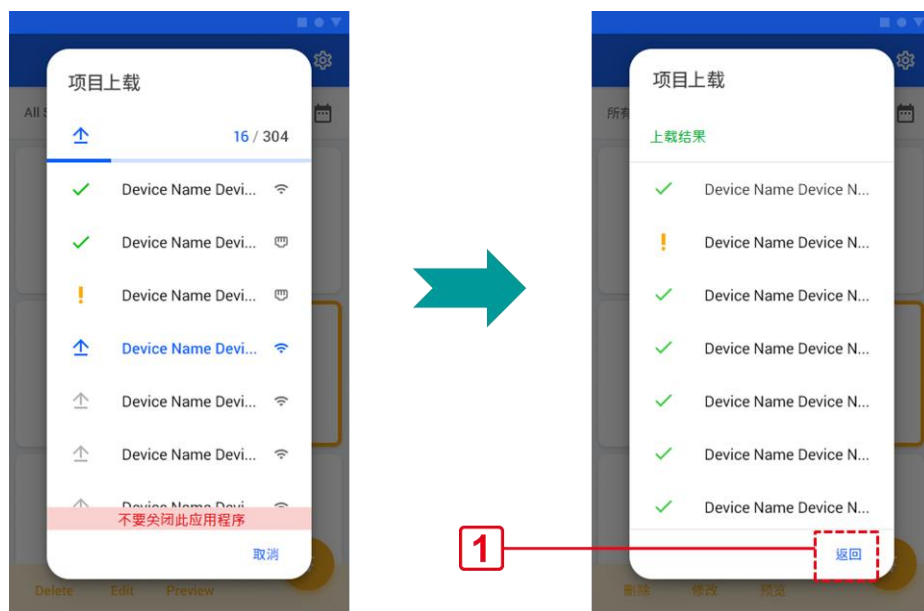 项目上载
All S
16 / 304
Device Name Devi...
Device Name Devi...
Device Name Devi...
Device Name Devi...
Device Name Devi...
Device Name Devi...
Device Name Devi...
不要关闭此应用程序
取消
Delete Edit Preview
项目上载
所有
上载结果
Device Name Device N...
Device Name Device N...
Device Name Device N...
Device Name Device N...
Device Name Device N...
Device Name Device N...
Device Name Device N...
1
返回
删除 修改 预览